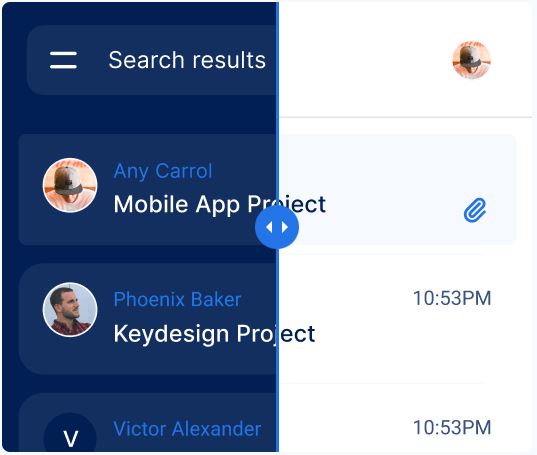 Search results
Any Carrol
Mobile App Project
Phoenix Baker
10:53PM
Keydesign Project
V
Victor Alexander
10:53PM